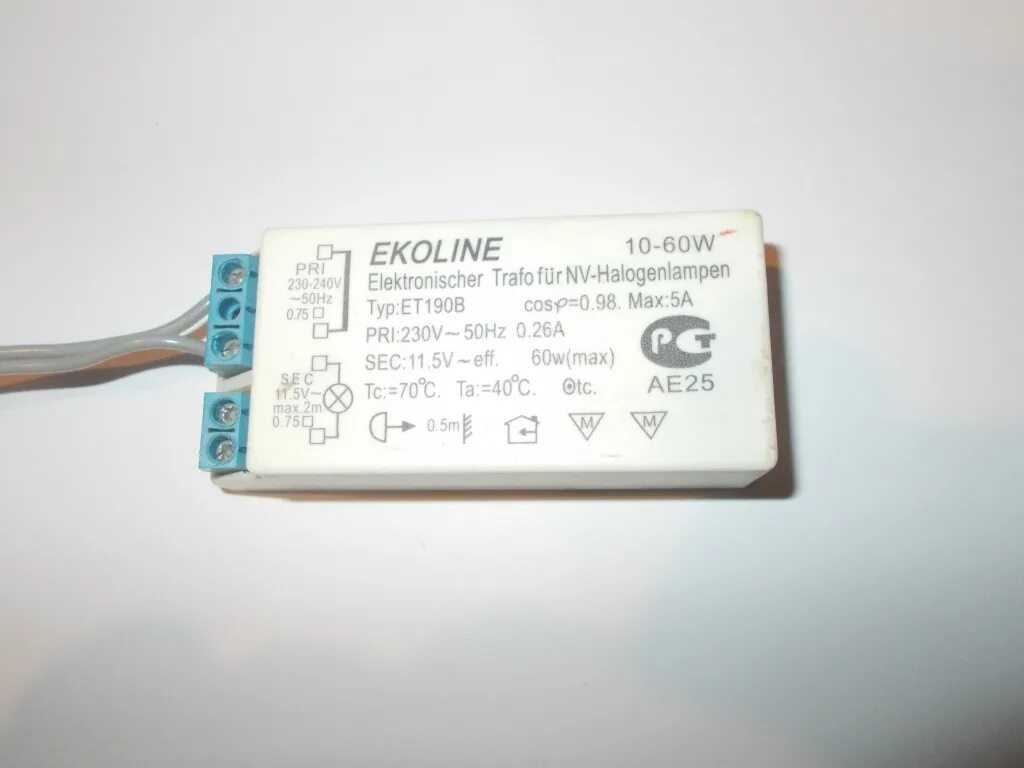 EKOLINE 10-60W
Elektronischer Trafo für NV-Halogenlampen
Typ:ET190B cosφ=0.98. Max:5A
PRI:230V~50Hz 0.26A
SEC:11.5V~eff. 60w(max)
Tc:=70°C. Ta:=40°C. tc.
0.5m
M M
PCT
AE25
PRI
230-240V
~50Hz
0.75
SEC
11.5V~
max.2m
0.75